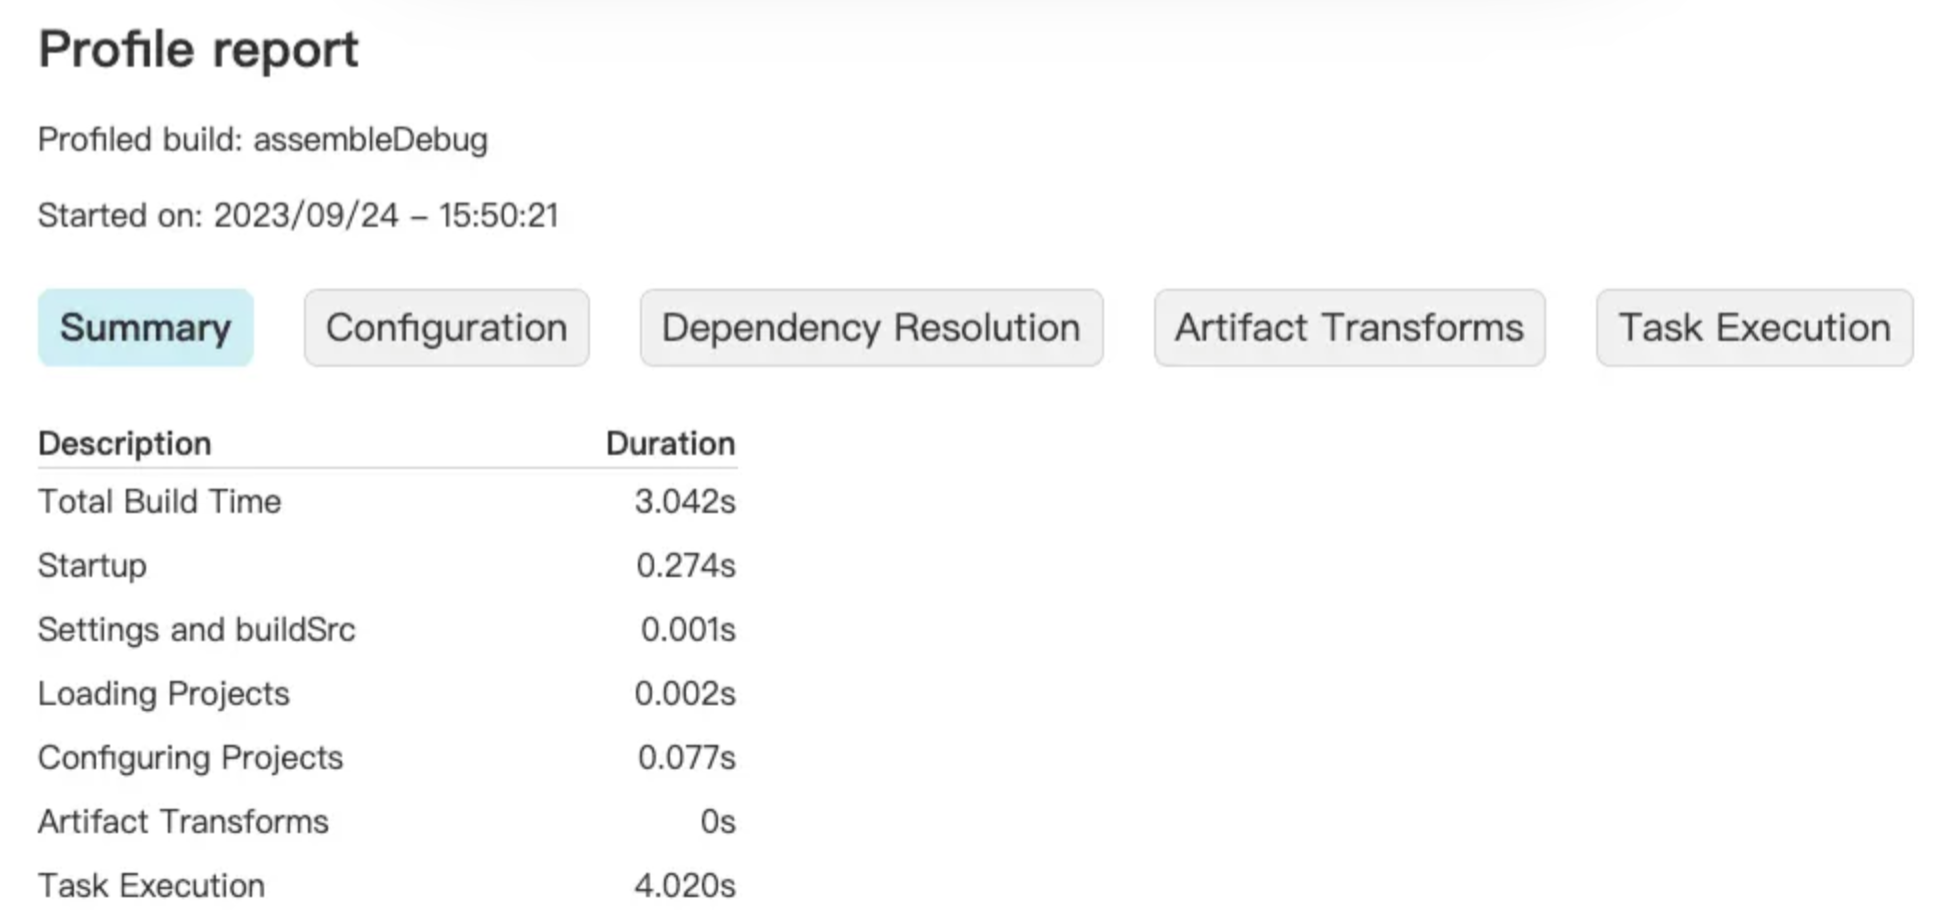 Profile report
Profiled build: assembleDebug
Started on: 2023/09/24 – 15:50:21
Summary Configuration Dependency Resolution Artifact Transforms Task Execution
Description Duration
Total Build Time 3.042s
Startup 0.274s
Settings and buildSrc 0.001s
Loading Projects 0.002s
Configuring Projects 0.077s
Artifact Transforms 0s
Task Execution 4.020s